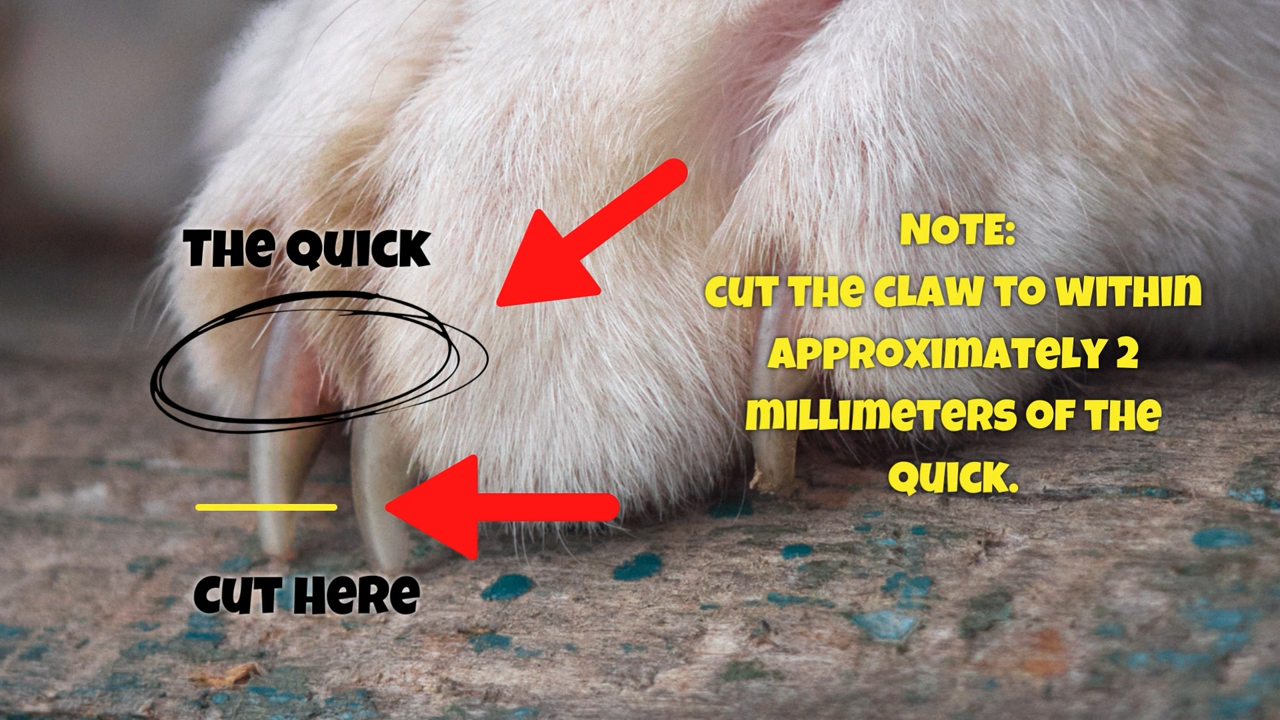 THE QUICK
CUT HERE
NOTE:
CUT THE CLAW TO WITHIN
APPROXIMATELY 2
MILLIMETERS OF THE
QUICK.